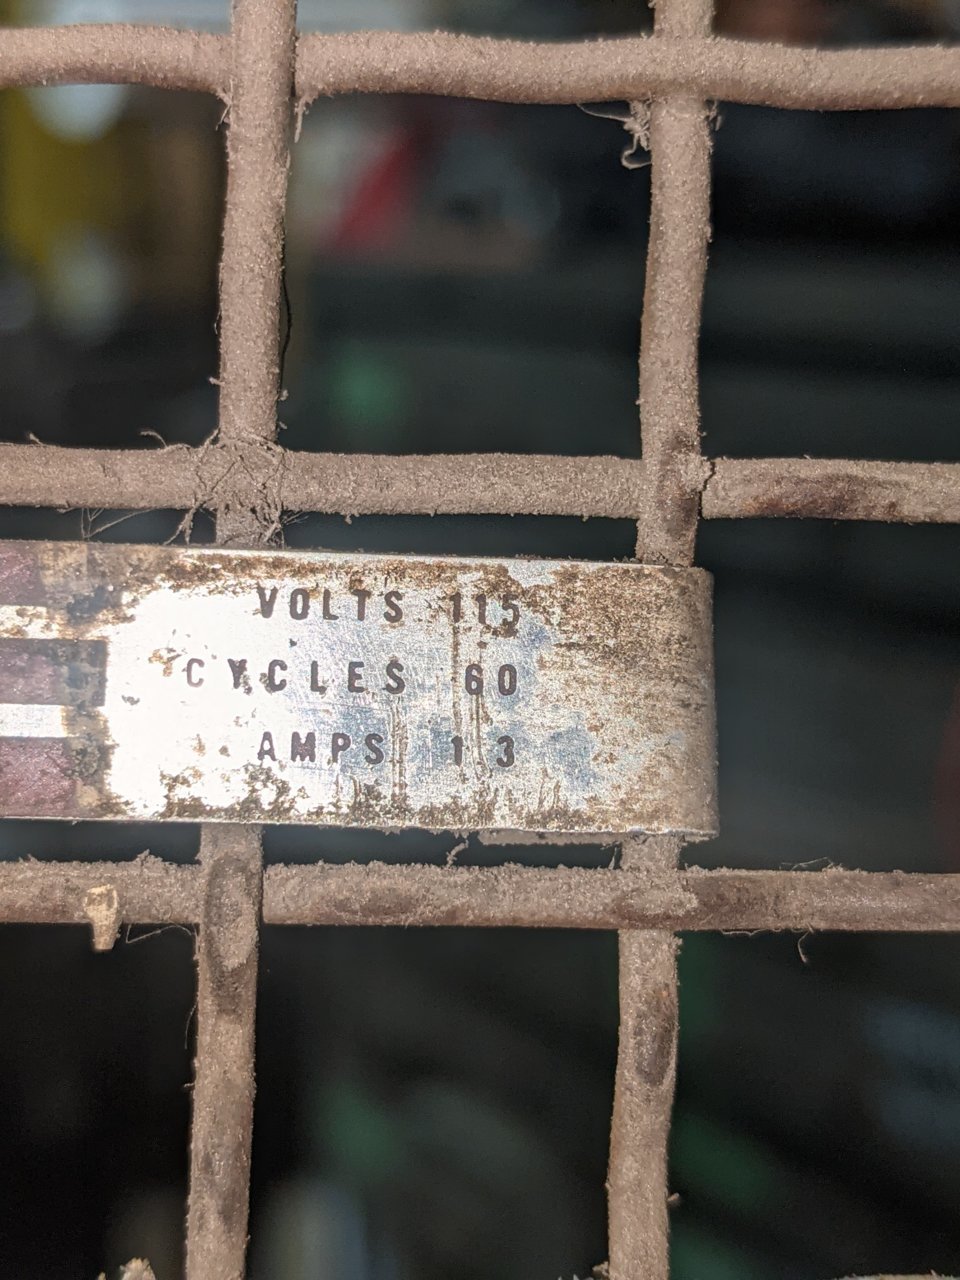 VOLTS 115
CYCLES 60
AMPS 1 3